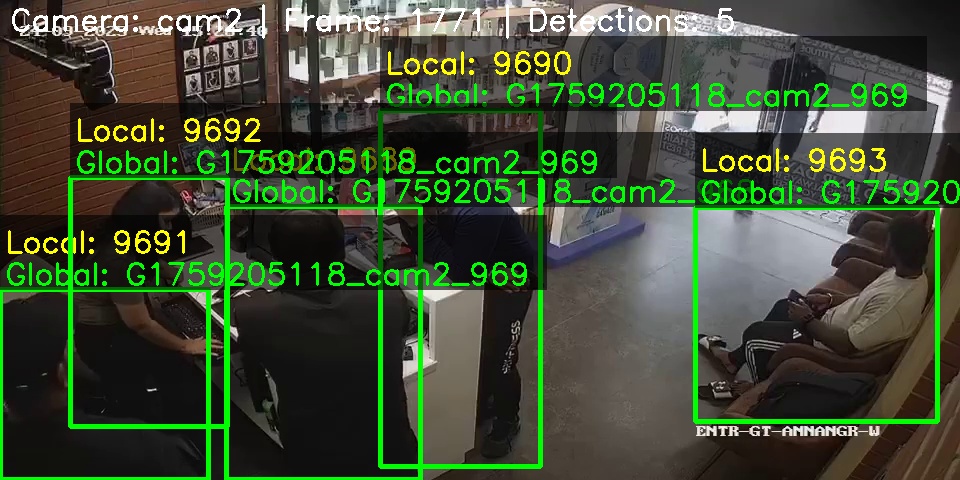 Camera: cam2 | Frame: 1771 | Detections: 5
Local: 9690
Global: G1759205118_cam2_969
Local: 9692
Global: G1759205118_cam2_969
Local: 9693
Global: G1759205118_cam2_
Global: G175920
Local: 9691
Global: G1759205118_cam2_969
ENTR-GT-ANNANGR-W